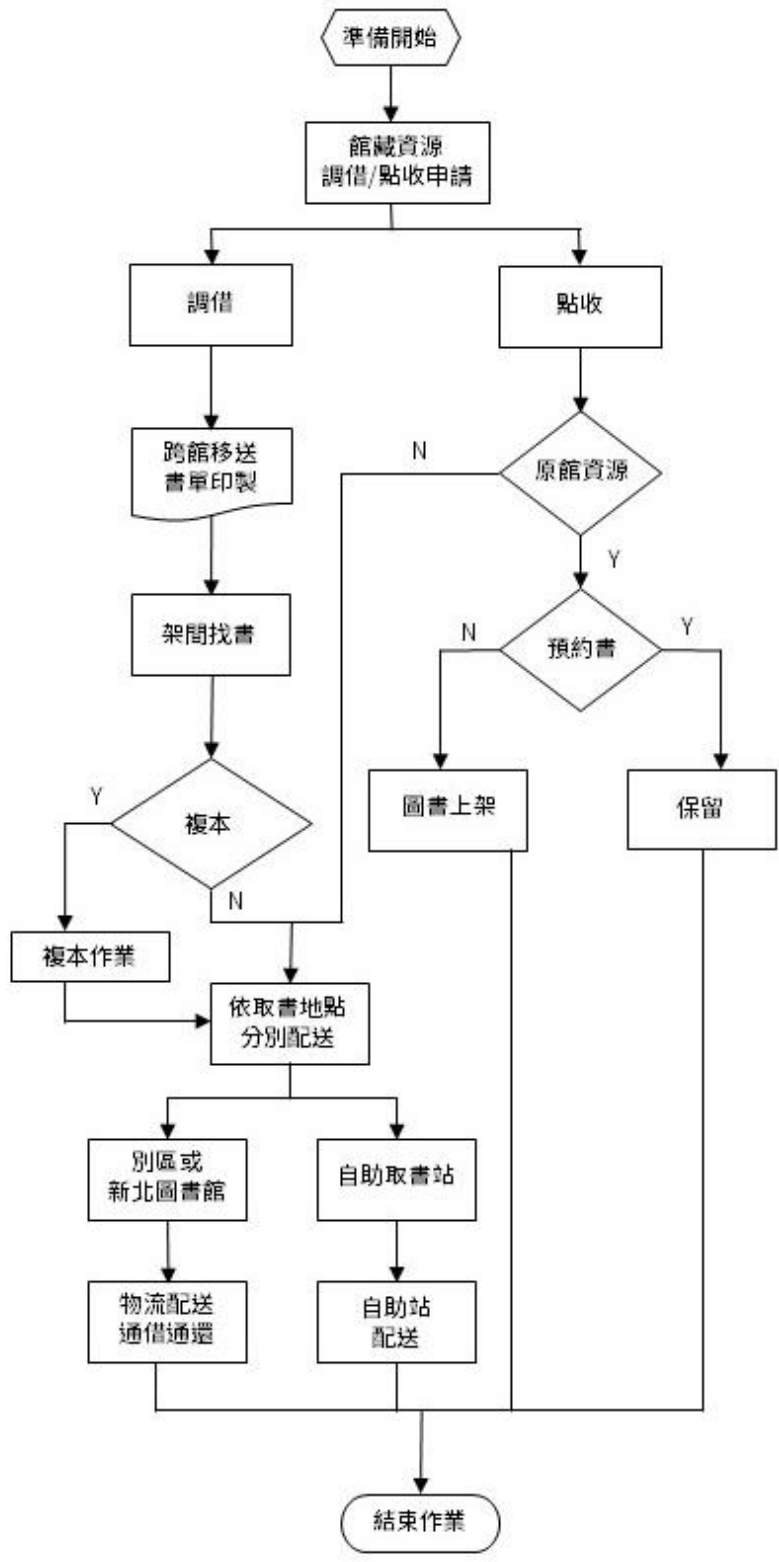 準備開始
館藏資源
調借/點收申請
調借
點收
跨館移送
書單印製
N
原館資源
Y
架間找書
N
預約書
Y
Y
複本
圖書上架
保留
N
複本作業
依取書地點
分別配送
別區或
新北圖書館
自助取書站
物流配送
通借通還
自助站
配送
結束作業